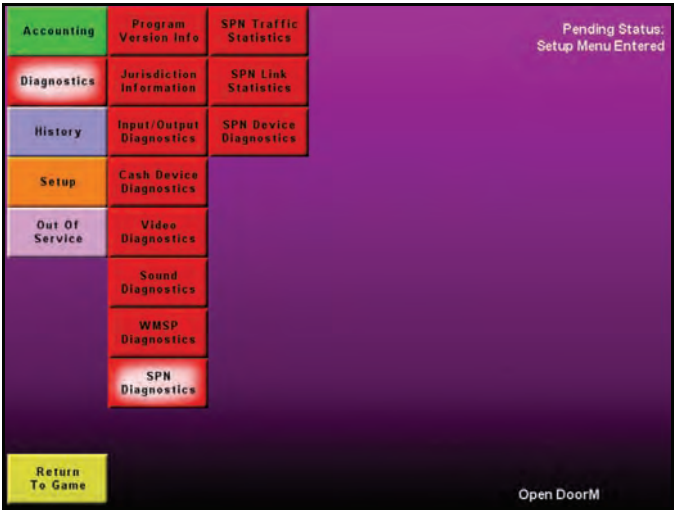 Accounting
Program
Version Info
SPN Traffic
Statistics
Pending Status:
Setup Menu Entered
Diagnostics
Jurisdiction
Information
SPN Link
Statistics
History
Input/Output
Diagnostics
SPN Device
Diagnostics
Setup
Cash Device
Diagnostics
Out Of
Service
Video
Diagnostics
Sound
Diagnostics
WMSP
Diagnostics
SPN
Diagnostics
Return
To Game
Open DoorM